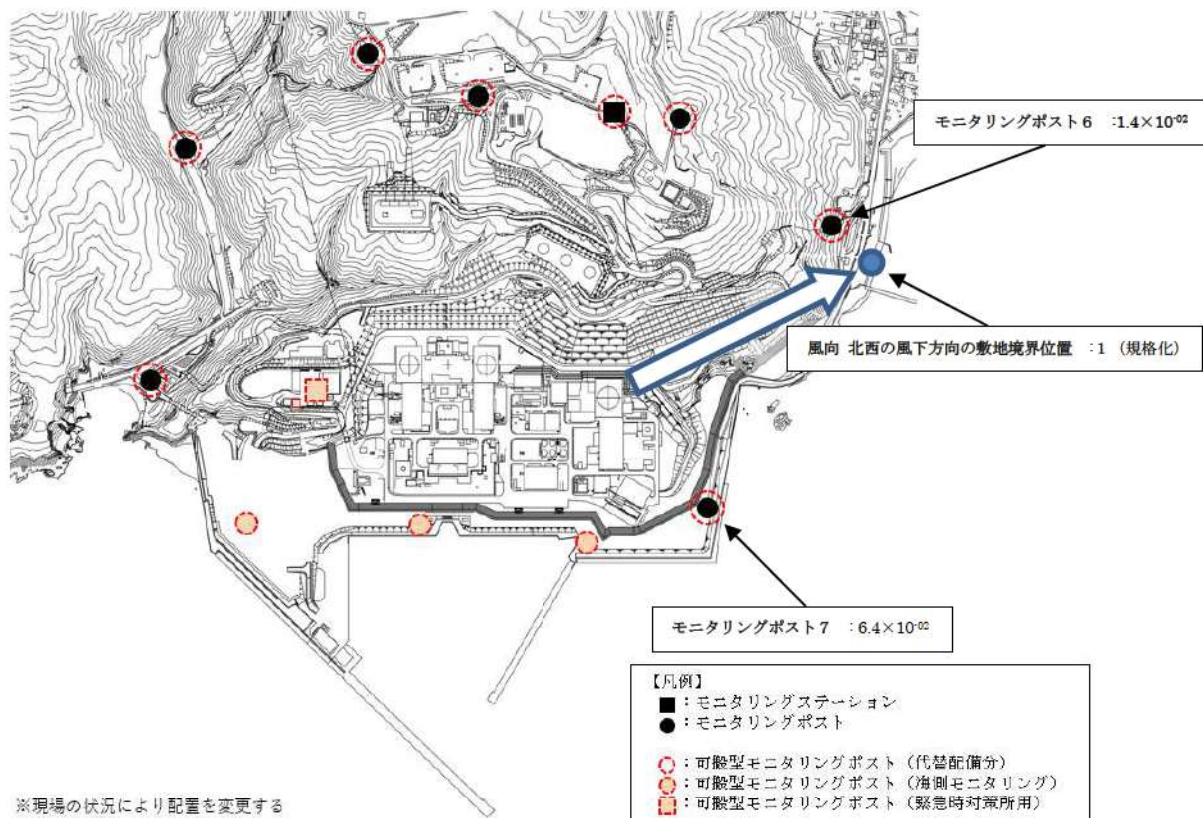 モニタリングポスト６ ：1.4×10⁻⁰²
風向 北西の風下方向の敷地境界位置 ：1 （規格化）
モニタリングポスト７ ：6.4×10⁻⁰²
【凡例】
■：モニタリングステーション
●：モニタリングポスト
：可搬型モニタリングポスト（代替配備分）
：可搬型モニタリングポスト（海側モニタリング）
：可搬型モニタリングポスト（緊急時対策所用）
※現場の状況により配置を変更する